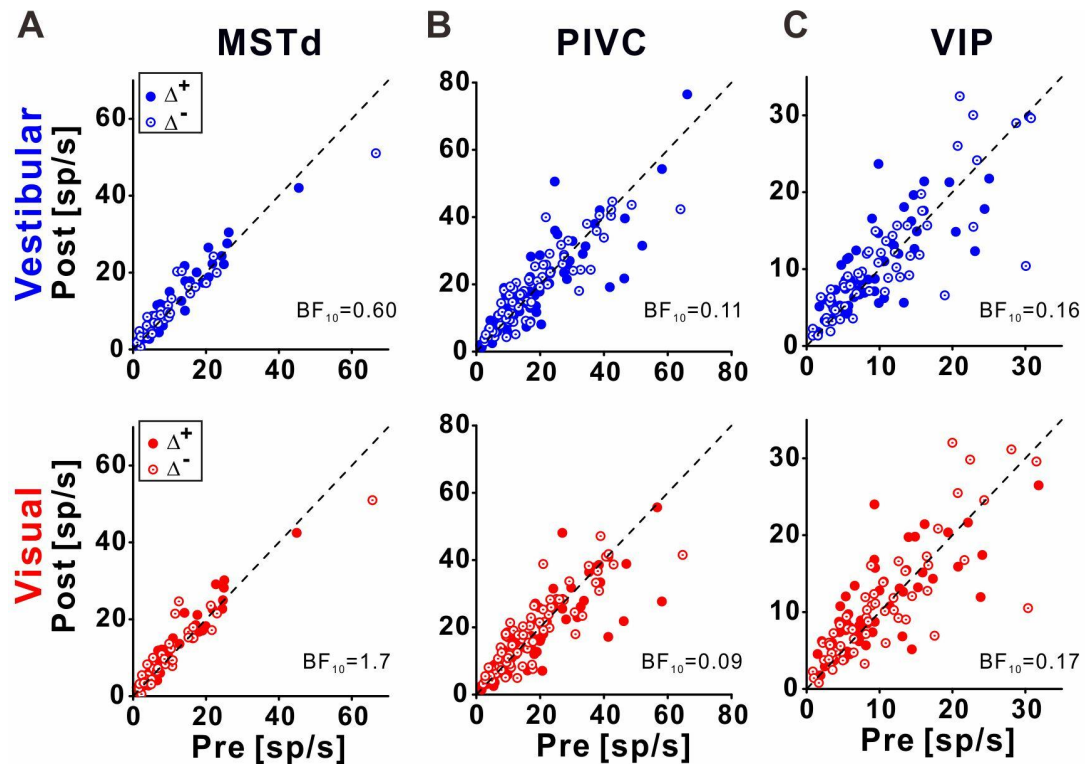 A
MSTd
B
PIVC
C
VIP
Vestibular
Post [sp/s]
60
40
20
0
Δ+
Δ-
BF10=0.60
0 20 40 60
80
60
40
20
0
BF10=0.11
0 20 40 60 80
30
20
10
0
BF10=0.16
0 10 20 30
Visual
Post [sp/s]
60
40
20
0
Δ+
Δ-
BF10=1.7
0 20 40 60
Pre [sp/s]
80
60
40
20
0
BF10=0.09
0 20 40 60 80
Pre [sp/s]
30
20
10
0
BF10=0.17
0 10 20 30
Pre [sp/s]